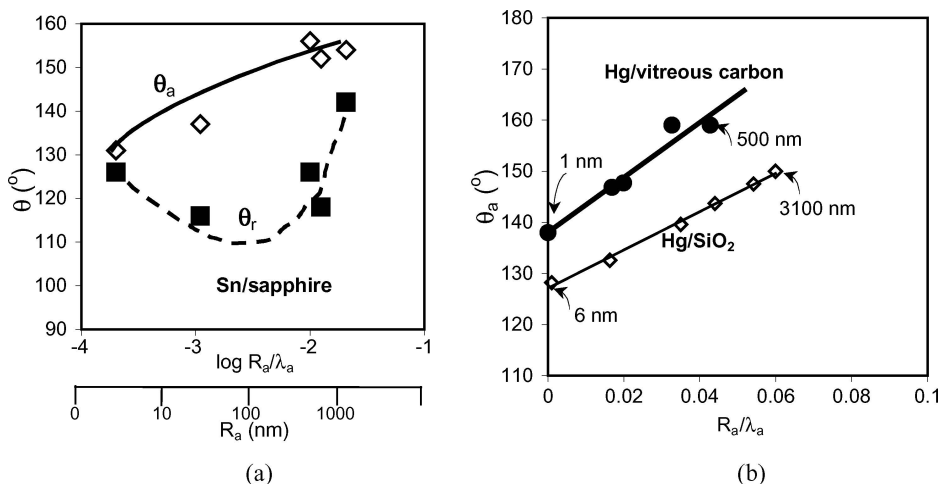 (a)
160
150
140
130
120
110
100
90
θ (°)
θa
θr
Sn/sapphire
-4 -3 -2 -1
log Ra/λa
0 10 100 1000
Ra (nm)
(b)
180
170
160
150
140
130
120
110
θa (°)
Hg/vitreous carbon
1 nm
500 nm
3100 nm
Hg/SiO2
6 nm
0 0.02 0.04 0.06 0.08 0.1
Ra/λa
(a) (b)